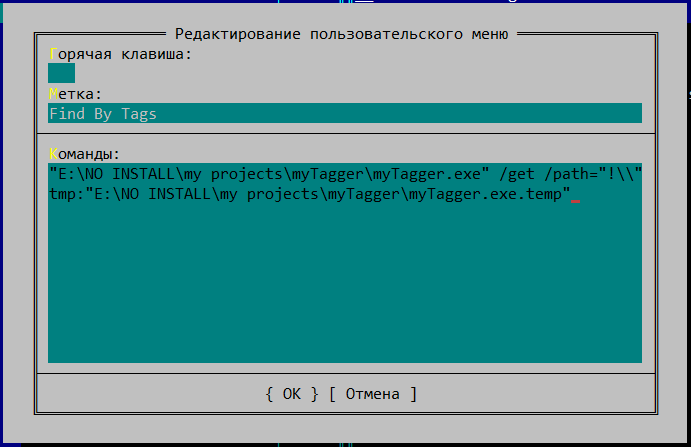 Редактирование пользовательского меню
Горячая клавиша:
Метка:
Find By Tags
Команды:
"E:\NO INSTALL\my projects\myTagger\myTagger.exe" /get /path="!\\"
tmp:"E:\NO INSTALL\my projects\myTagger\myTagger.exe.temp"
{ OK } [ Отмена ]